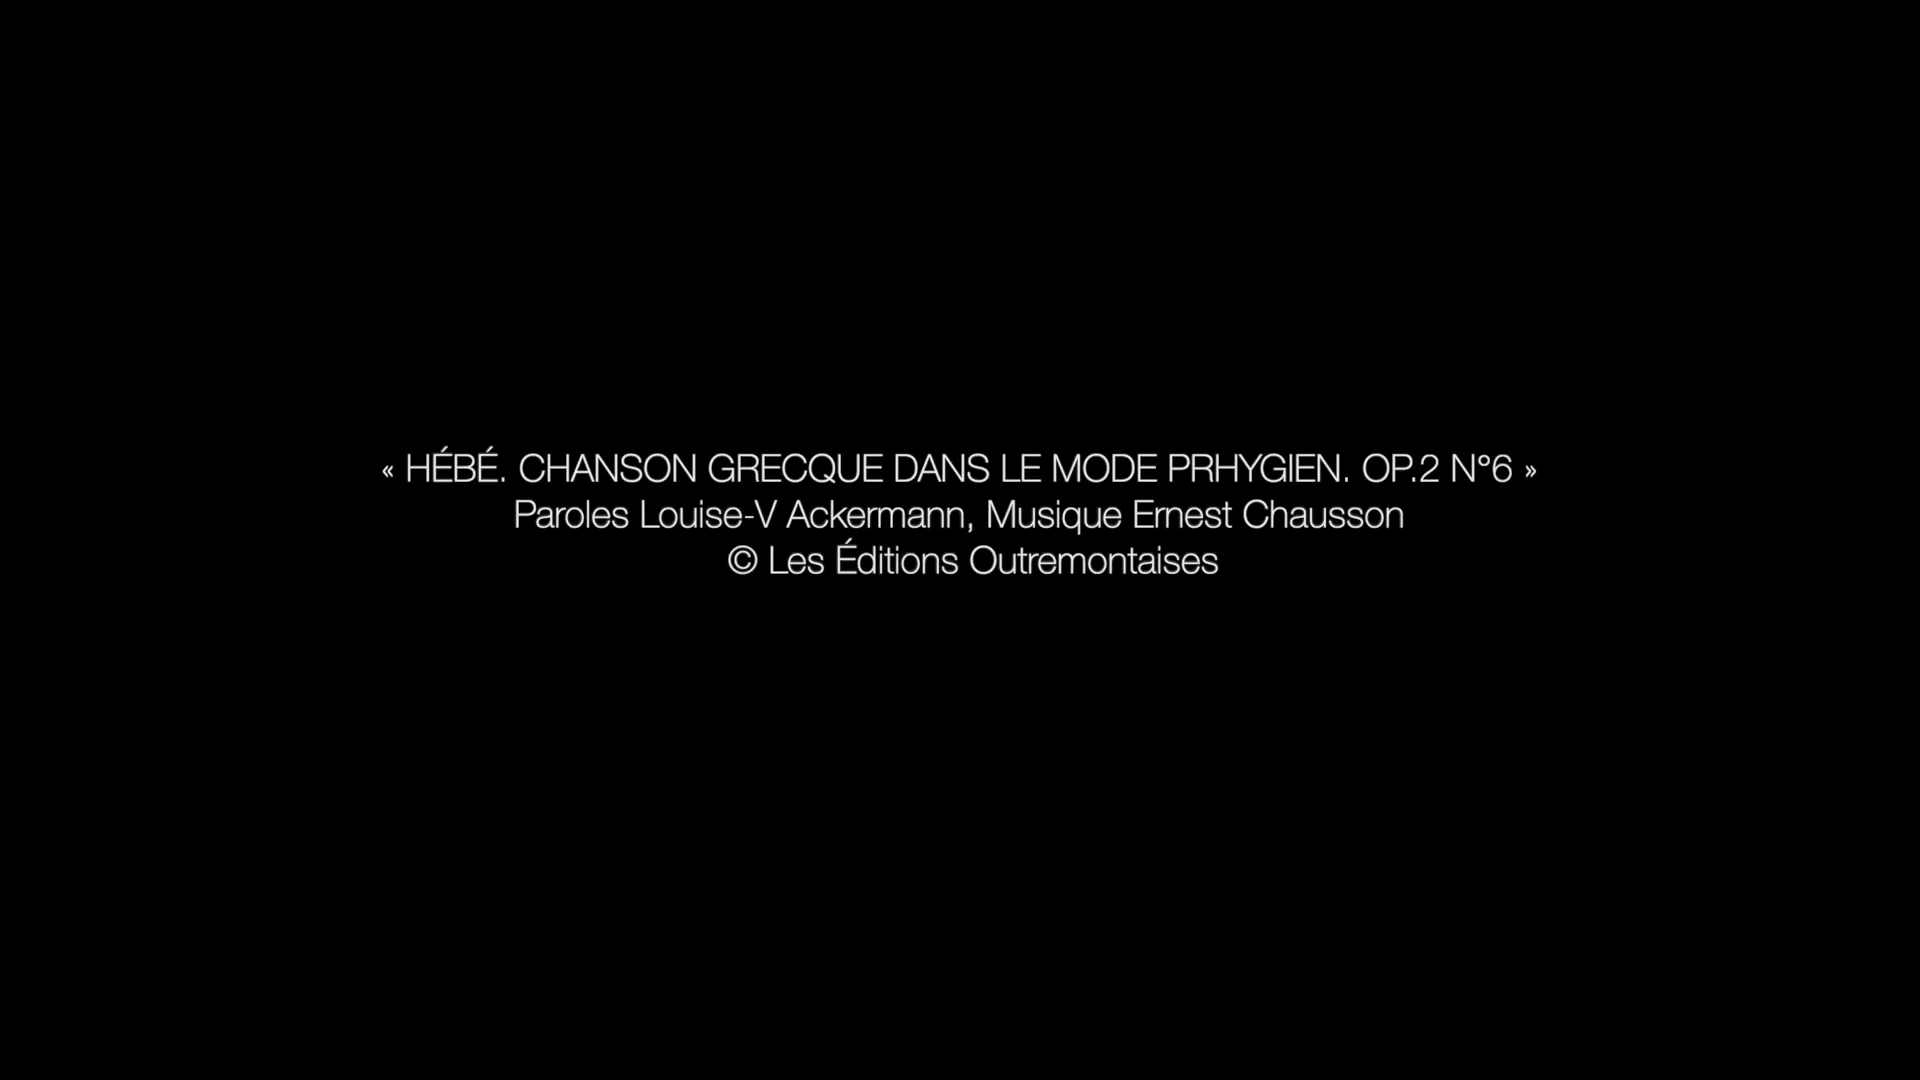 « HÉBÉ. CHANSON GRECQUE DANS LE MODE PRHYGIEN. OP.2 N°6 »
Paroles Louise-V Ackermann, Musique Ernest Chausson
© Les Éditions Outremontaises